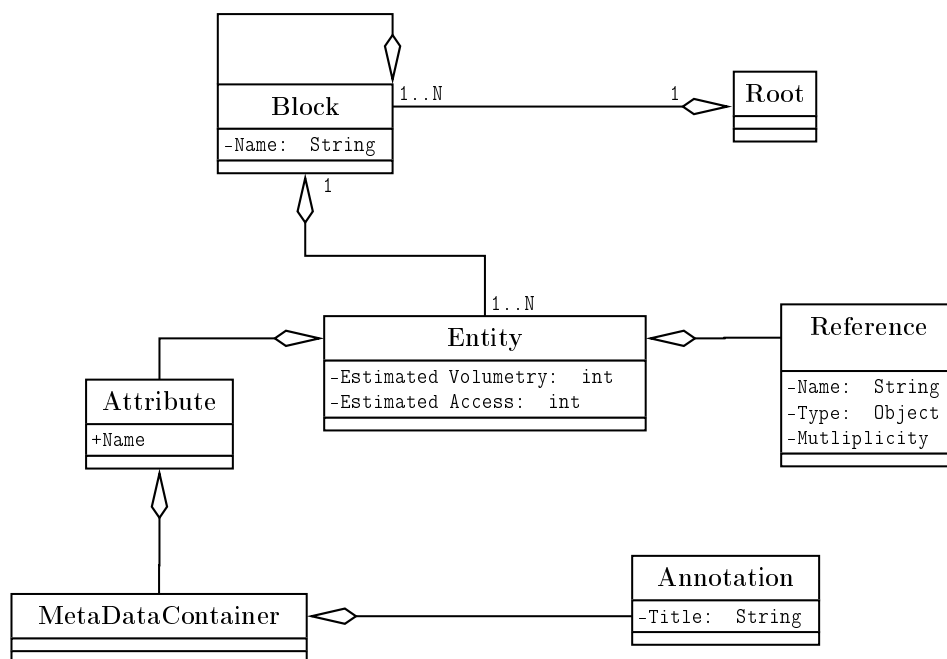 1..N
1
Root
Block
-Name: String
1
1..N
Entity
-Estimated Volumetry: int
-Estimated Access: int
Reference
-Name: String
-Type: Object
-Mutliplicity
Attribute
+Name
Annotation
-Title: String
MetaDataContainer